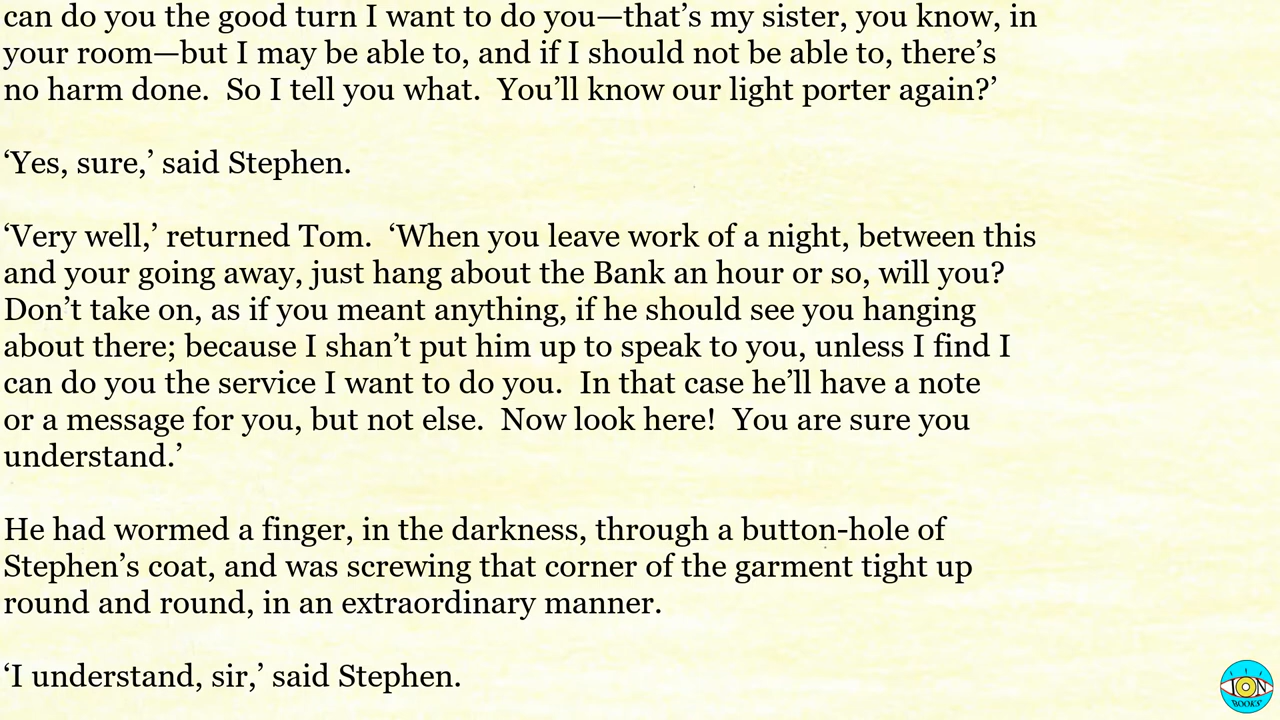 can do you the good turn I want to do you—that’s my sister, you know, in
your room—but I may be able to, and if I should not be able to, there’s
no harm done.  So I tell you what.  You’ll know our light porter again?’
‘Yes, sure,’ said Stephen.
‘Very well,’ returned Tom.  ‘When you leave work of a night, between this
and your going away, just hang about the Bank an hour or so, will you?
Don’t take on, as if you meant anything, if he should see you hanging
about there; because I shan’t put him up to speak to you, unless I find I
can do you the service I want to do you.  In that case he’ll have a note
or a message for you, but not else.  Now look here!  You are sure you
understand.’
He had wormed a finger, in the darkness, through a button-hole of
Stephen’s coat, and was screwing that corner of the garment tight up
round and round, in an extraordinary manner.
‘I understand, sir,’ said Stephen.
ION
BOOKS